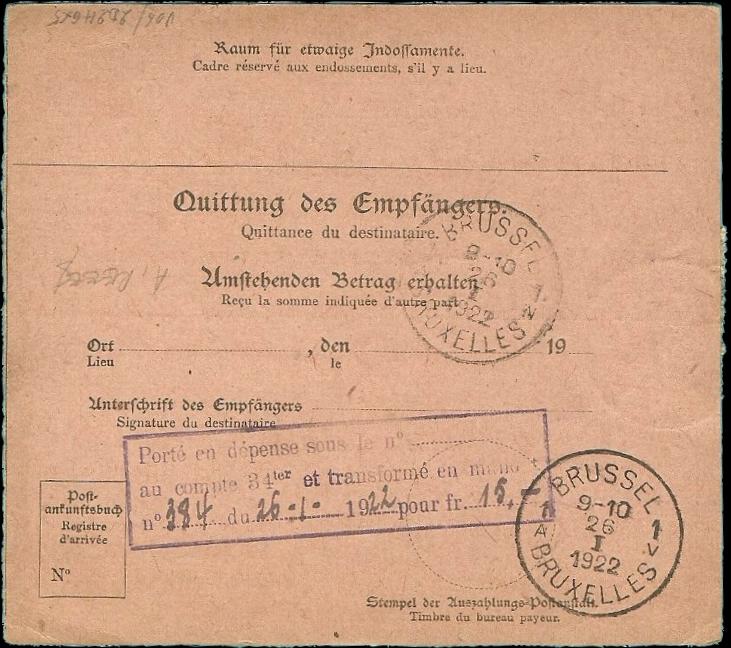 Raum für etwaige Indossamente.
Cadre réservé aux endossements, s'il y a lieu.
Quittung des Empfängers.
Quittance du destinataire.
BRUSSEL
9-10
26
I
1922
1 N
BRUXELLES
Umstehenden Betrag erhalten
Reçu la somme indiquée d'autre part
Ort , den 19
Lieu le
Unterschrift des Empfängers
Signature du destinataire
Porté en dépense sous le n°
au compte 34ter et transformé en
n° 384 du 26-1- 1922 pour fr. 15,-
BRUSSEL
9-10
26
I
1922
1 A
1 V
BRUXELLES
Post-
ankunftsbuch
Registre
d'arrivée
N°
Stempel der Auszahlungs-Postanstalt.
Timbre du bureau payeur.